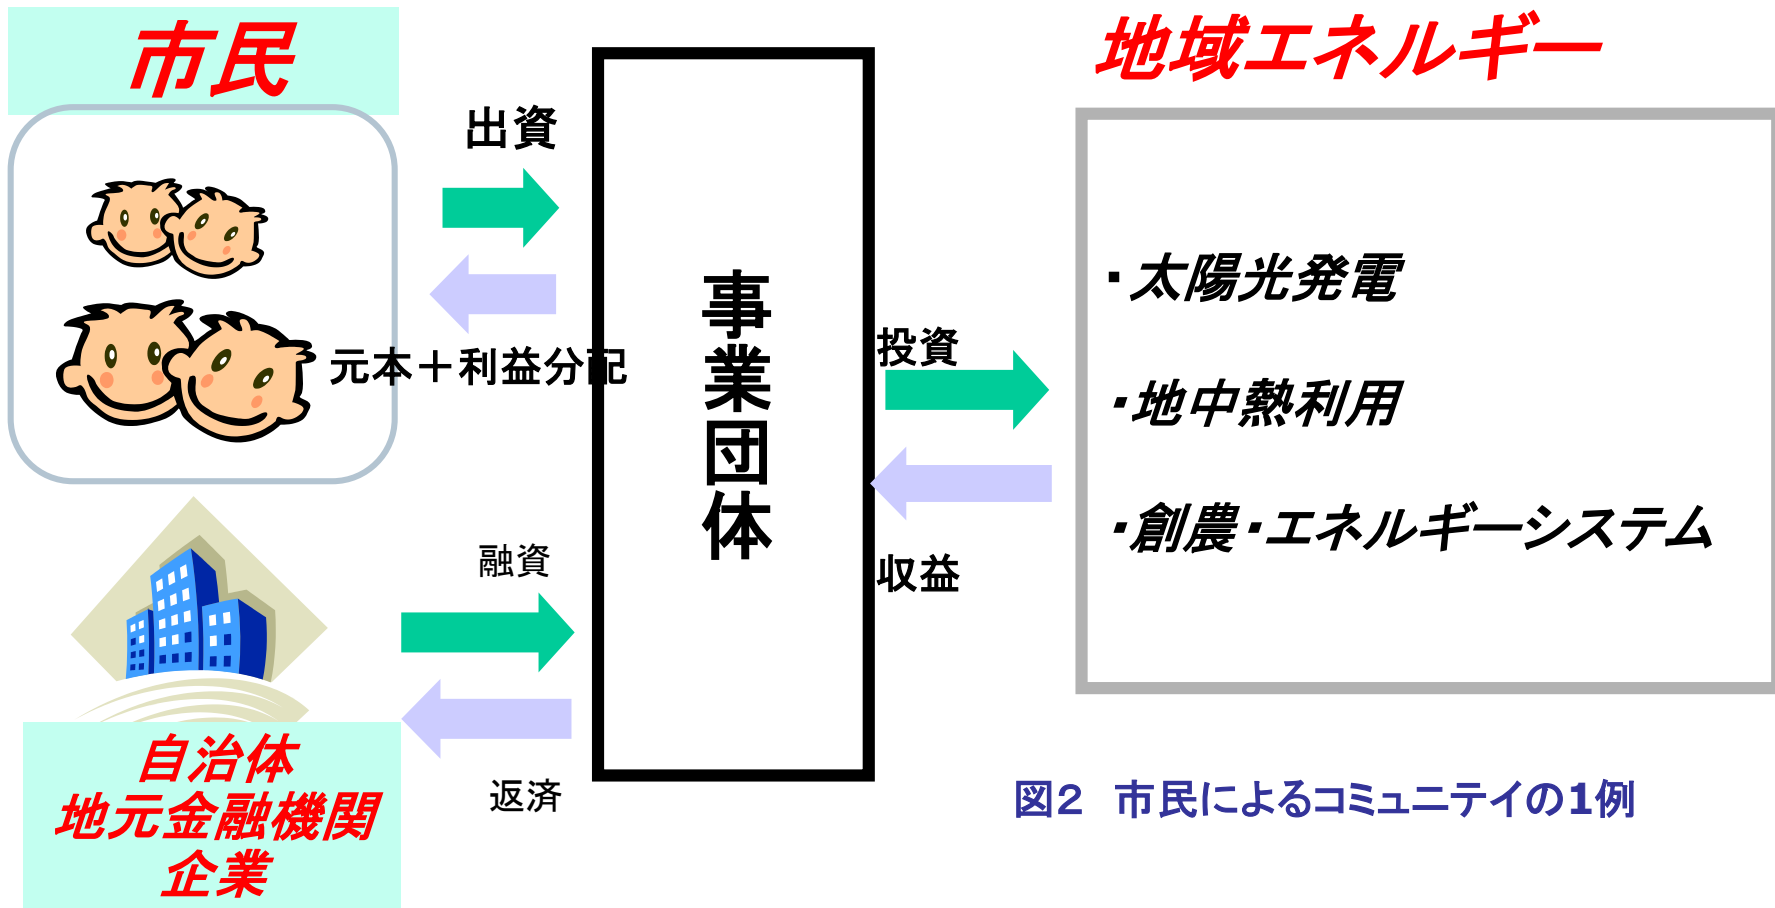 市民
出資
元本＋利益分配
融資
返済
自治体
地元金融機関
企業
事業団体
投資
収益
地域エネルギー
・太陽光発電
・地中熱利用
・創農・エネルギーシステム
図2　市民によるコミュニテイの1例